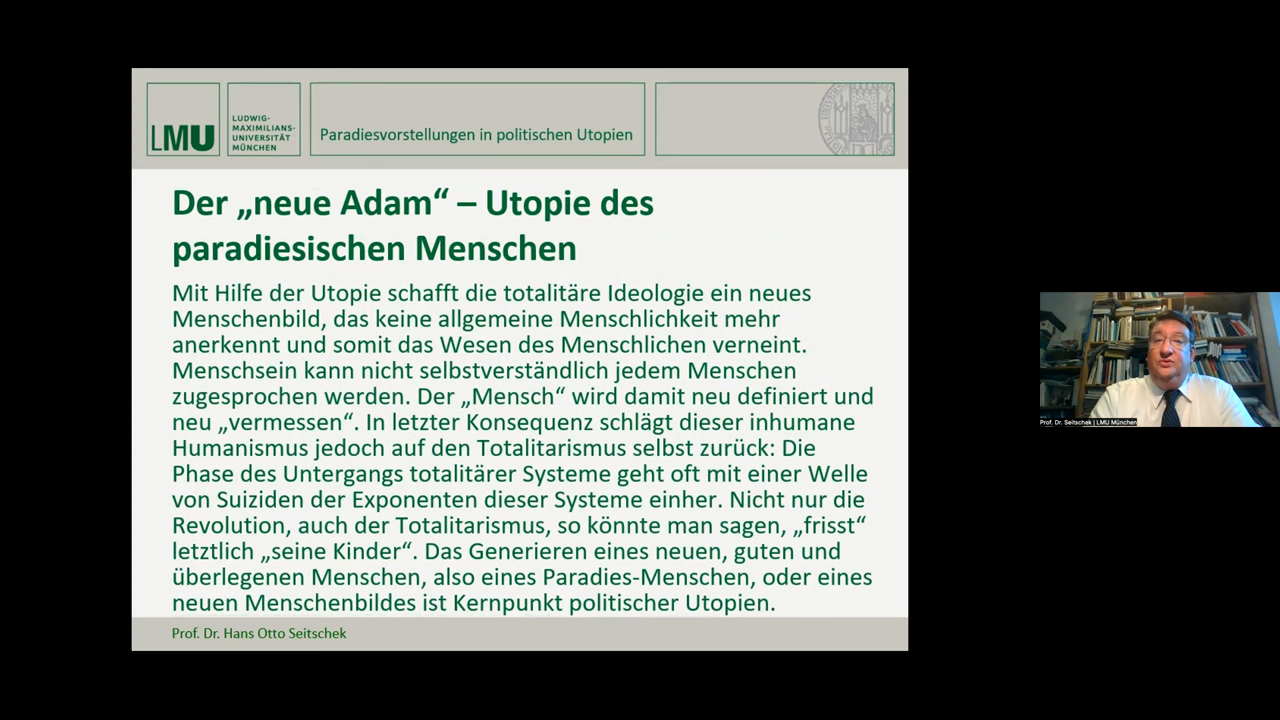 LMU
LUDWIG-
MAXIMILIANS-
UNIVERSITÄT
MÜNCHEN
Paradiesvorstellungen in politischen Utopien
Der „neue Adam“ – Utopie des
paradiesischen Menschen
Mit Hilfe der Utopie schafft die totalitäre Ideologie ein neues
Menschenbild, das keine allgemeine Menschlichkeit mehr
anerkennt und somit das Wesen des Menschlichen verneint.
Menschsein kann nicht selbstverständlich jedem Menschen
zugesprochen werden. Der „Mensch“ wird damit neu definiert und
neu „vermessen“. In letzter Konsequenz schlägt dieser inhumane
Humanismus jedoch auf den Totalitarismus selbst zurück: Die
Phase des Untergangs totalitärer Systeme geht oft mit einer Welle
von Suiziden der Exponenten dieser Systeme einher. Nicht nur die
Revolution, auch der Totalitarismus, so könnte man sagen, „frisst“
letztlich „seine Kinder“. Das Generieren eines neuen, guten und
überlegenen Menschen, also eines Paradies-Menschen, oder eines
neuen Menschenbildes ist Kernpunkt politischer Utopien.
Prof. Dr. Hans Otto Seitschek
Prof. Dr. Seitschek | LMU München